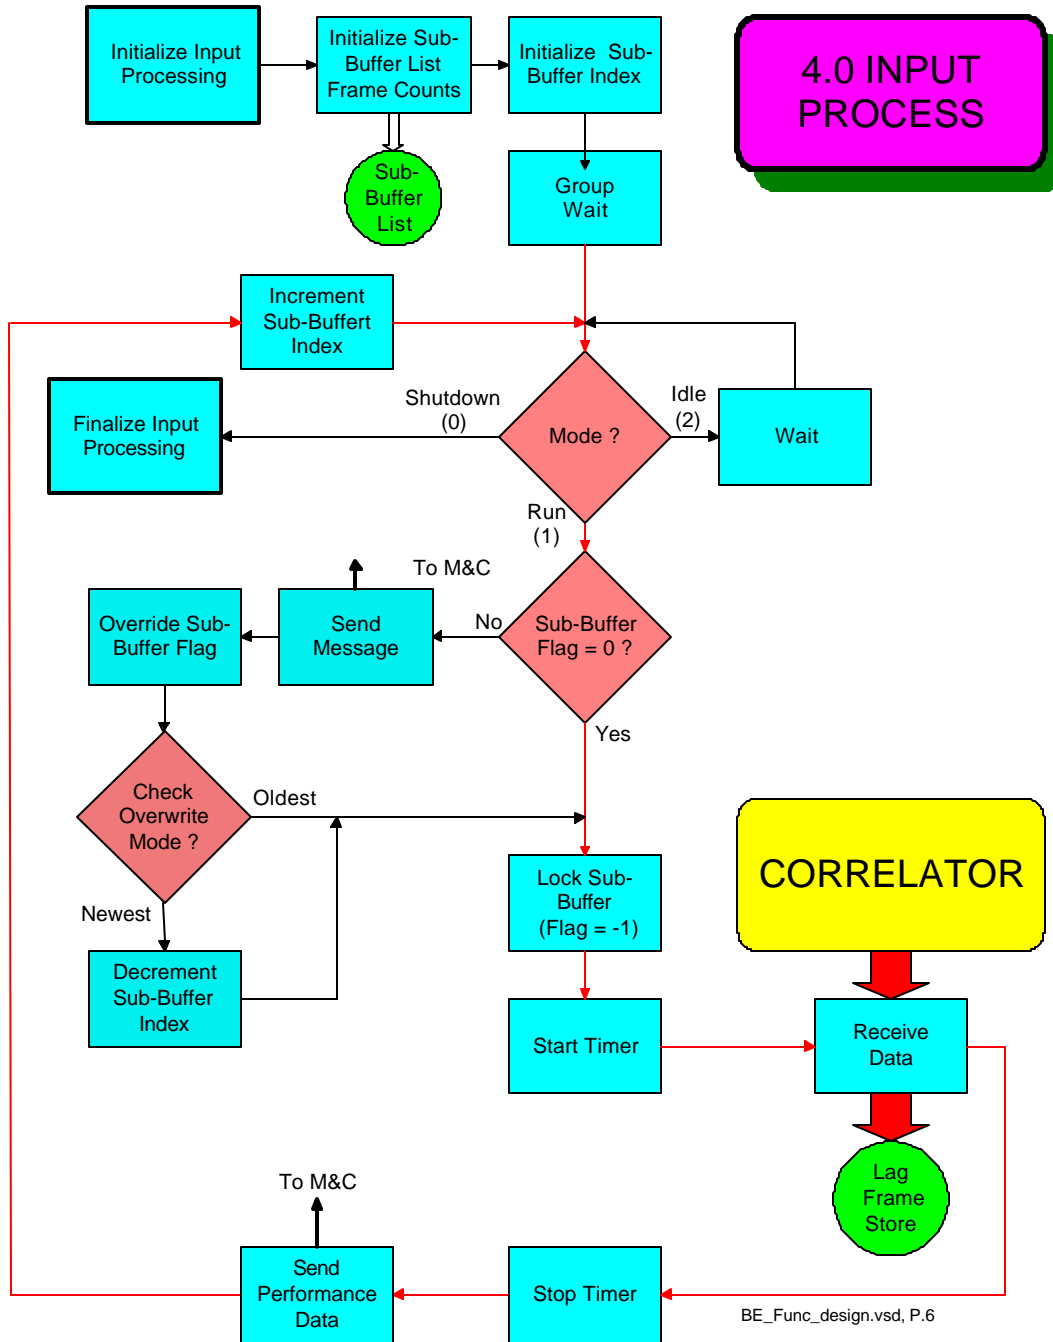 Initialize Input
Processing
Initialize Sub-
Buffer List
Frame Counts
Initialize Sub-
Buffer Index
4.0 INPUT
PROCESS
Sub-
Buffer
List
Group
Wait
Increment
Sub-Buffert
Index
Shutdown
(0)
Idle
(2)
Finalize Input
Processing
Mode ?
Wait
Run
(1)
To M&C
Override Sub-
Buffer Flag
Send
Message
No
Sub-Buffer
Flag = 0 ?
Yes
Check
Overwrite
Mode ?
Oldest
Newest
Lock Sub-
Buffer
(Flag = -1)
CORRELATOR
Decrement
Sub-Buffer
Index
Start Timer
Receive
Data
To M&C
Lag
Frame
Store
Send
Performance
Data
Stop Timer
BE_Func_design.vsd, P.6